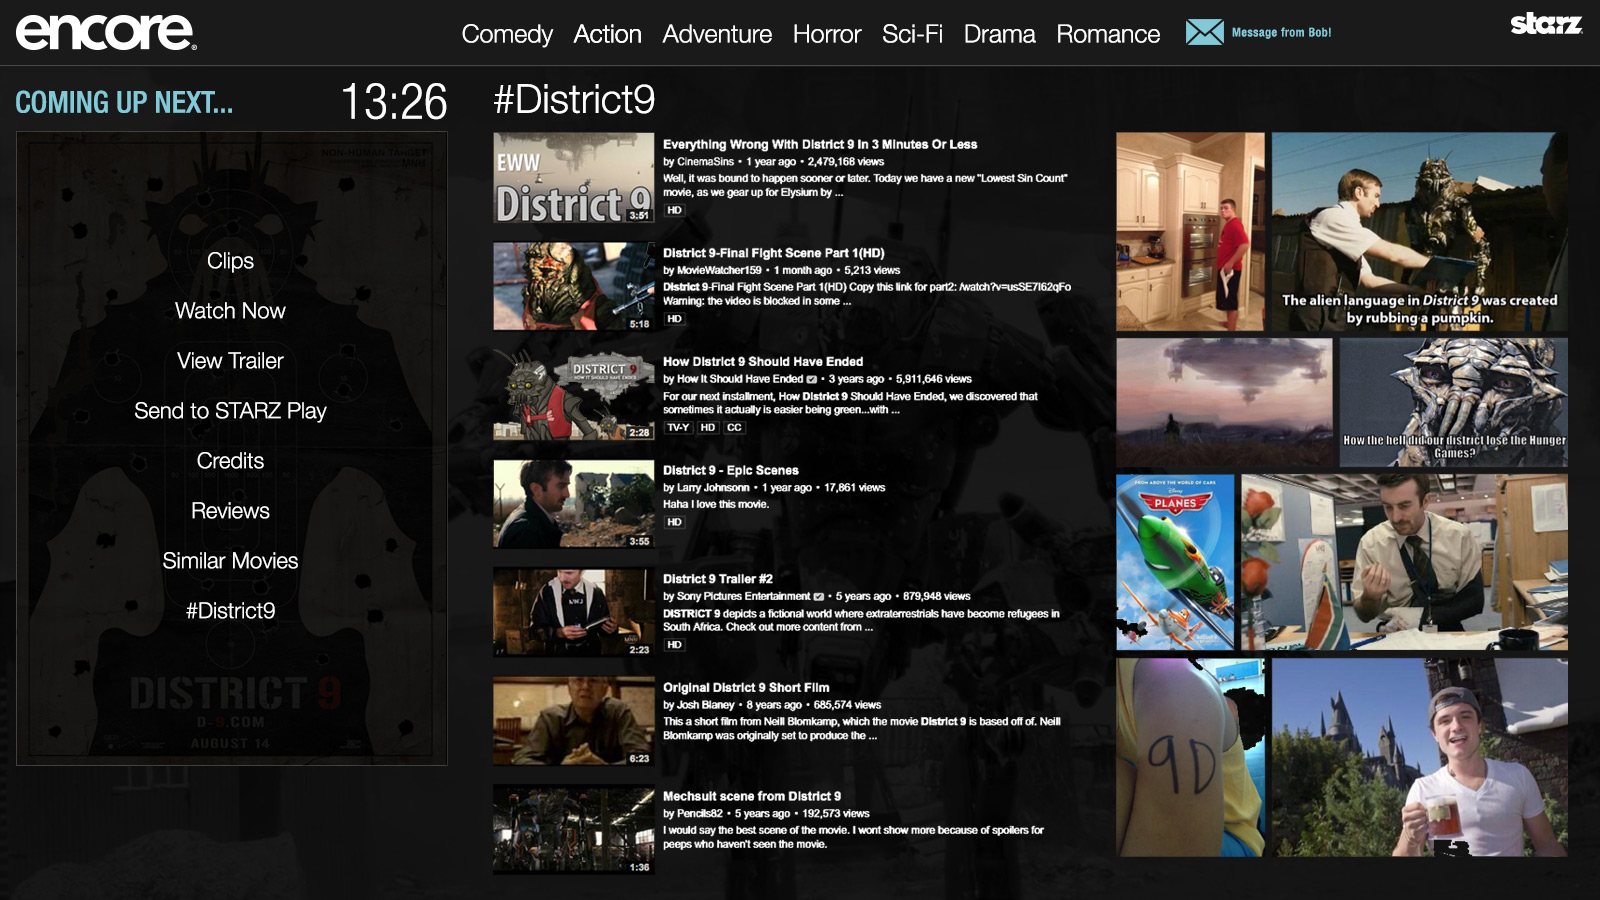 encore
Comedy Action Adventure Horror Sci-Fi Drama Romance Message from Bob!
starz
COMING UP NEXT...
13:26
NON-HUMAN TARGET
Clips
Watch Now
View Trailer
Send to STARZ Play
Credits
Reviews
Similar Movies
#District9
DISTRICT 9
D-9.COM
AUGUST 14
#District9
EWW
District 9
3:51
Everything Wrong With District 9 In 3 Minutes Or Less
by CinemaSins • 1 year ago • 2,479,168 views
Well, it was bound to happen sooner or later. Today we have a new "Lowest Sin Count"
movie, as we gear up for Elysium by ...
HD
5:18
District 9-Final Fight Scene Part 1(HD)
by MovieWatcher159 • 1 month ago • 5,213 views
District 9-Final Fight Scene Part 1(HD) Copy this link for part2: /watch?v=usSE7I62qFo
Warning: the video is blocked in some ...
HD
DISTRICT 9
HOW IT SHOULD HAVE ENDED
2:28
How District 9 Should Have Ended
by How It Should Have Ended • 3 years ago • 5,911,646 views
For our next installment, How District 9 Should Have Ended, we discovered that
sometimes it actually is easier being green...with ...
TV-Y HD CC
3:55
District 9 - Epic Scenes
by Larry Johnsonn • 1 year ago • 17,861 views
Haha I love this movie.
HD
2:23
District 9 Trailer #2
by Sony Pictures Entertainment • 5 years ago • 879,948 views
DISTRICT 9 depicts a fictional world where extraterrestrials have become refugees in
South Africa. Check out more content from ...
HD
6:23
Original District 9 Short Film
by Josh Blaney • 8 years ago • 685,574 views
This a short film from Neill Blomkamp, which the movie District 9 is based off of. Neill
Blomkamp was originally set to produce the ...
1:36
Mechsuit scene from District 9
by Pencils82 • 5 years ago • 192,573 views
I would say the best scene of the movie. I wont show more because of spoilers for
peeps who haven't seen the movie.
The alien language in District 9 was created
by rubbing a pumpkin.
How the hell did our district lose the Hunger
Games?
FROM ABOVE THE WORLD OF CARS
Disney
PLANES
9D